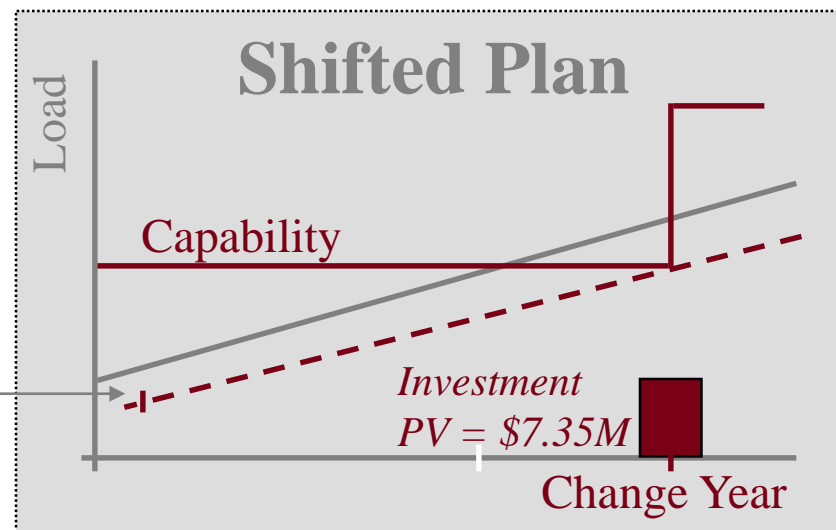 Shifted Plan
Load
Capability
Investment
PV = $7.35M
Change Year